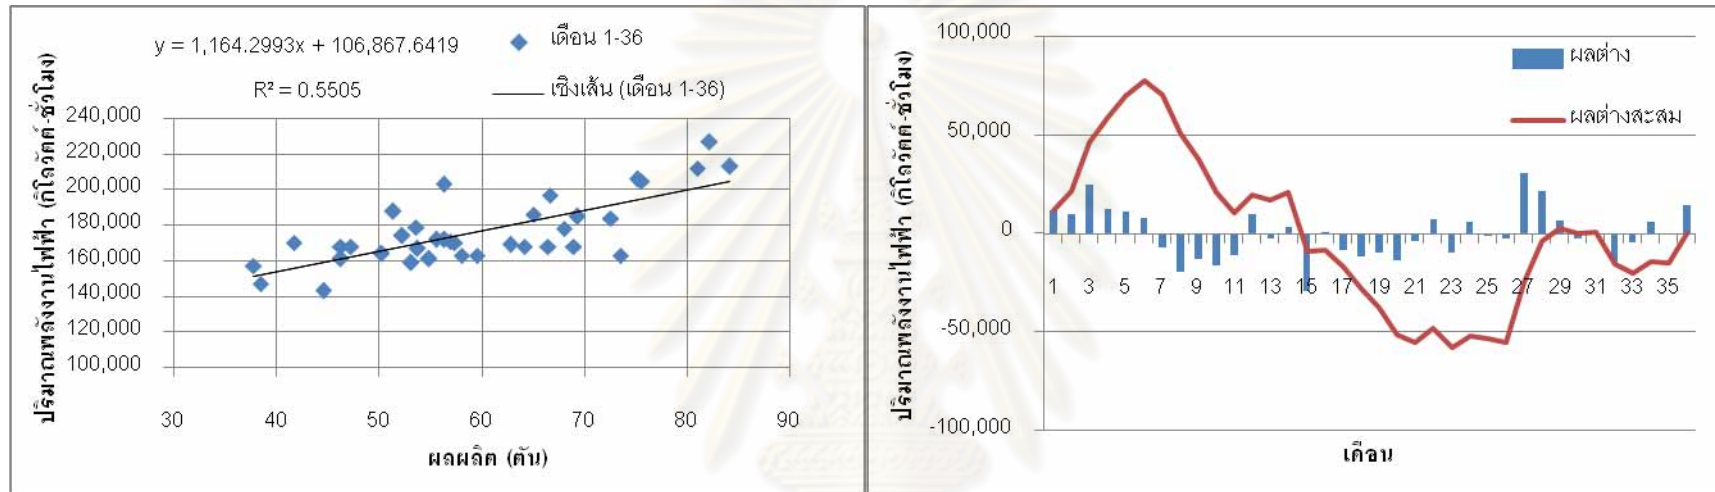 y = 1,164.2993x + 106,867.6419
R² = 0.5505
เดือน 1-36
เชิงเส้น (เดือน 1-36)
ปริมาณพลังงานไฟฟ้า (กิโลวัตต์-ชั่วโมง)
240,000
220,000
200,000
180,000
160,000
140,000
120,000
100,000
30 40 50 60 70 80 90
ผลผลิต (ตัน)
ปริมาณพลังงานไฟฟ้า (กิโลวัตต์-ชั่วโมง)
100,000
50,000
0
-50,000
-100,000
ผลต่าง
ผลต่างสะสม
1 3 5 7 9 11 13 15 17 19 21 23 25 27 29 31 33 35
เดือน